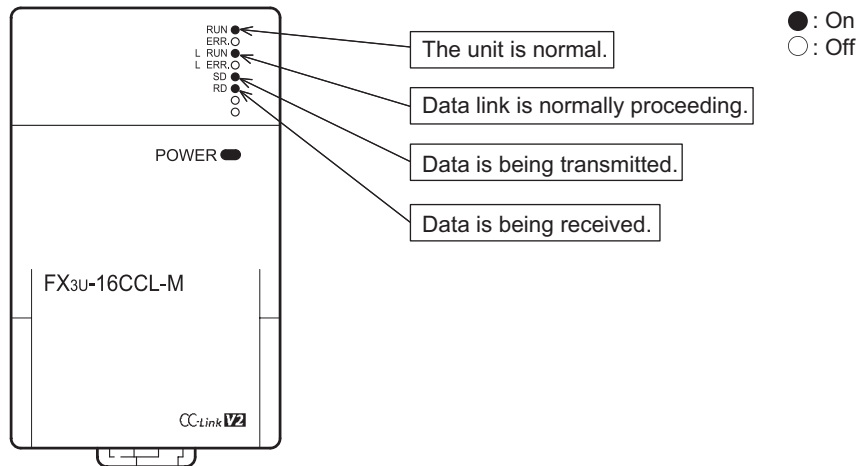 RUN
ERR.
L RUN
L ERR.
SD
RD
POWER
FX3U-16CCL-M
CC-Link V2
The unit is normal.
Data link is normally proceeding.
Data is being transmitted.
Data is being received.
: On
: Off